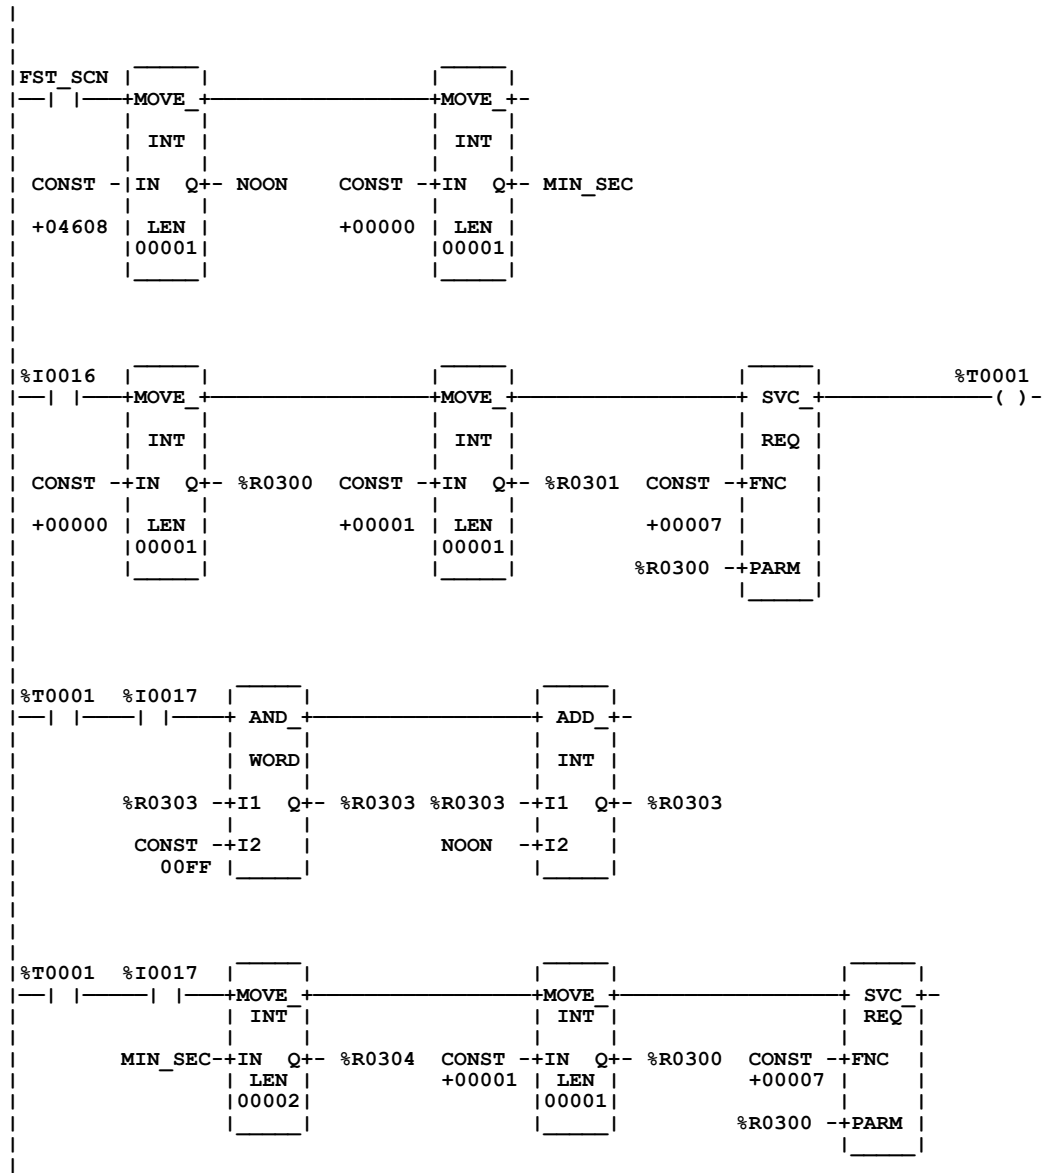 FST_SCN
MOVE_ MOVE_
INT INT
CONST IN Q NOON CONST IN Q MIN_SEC
+04608 LEN +00000 LEN
00001 00001
%I0016 %T0001
MOVE_ MOVE_ SVC_ ( )
INT INT REQ
CONST IN Q %R0300 CONST IN Q %R0301 CONST FNC
+00000 LEN +00001 LEN +00007
00001 00001
%R0300 PARM
%T0001 %I0017
AND_ ADD_
WORD INT
%R0303 I1 Q %R0303 %R0303 I1 Q %R0303
CONST I2 NOON I2
00FF
%T0001 %I0017
MOVE_ MOVE_ SVC_
INT INT REQ
MIN_SEC IN Q %R0304 CONST IN Q %R0300 CONST FNC
LEN +00001 LEN +00007
00002 00001
%R0300 PARM